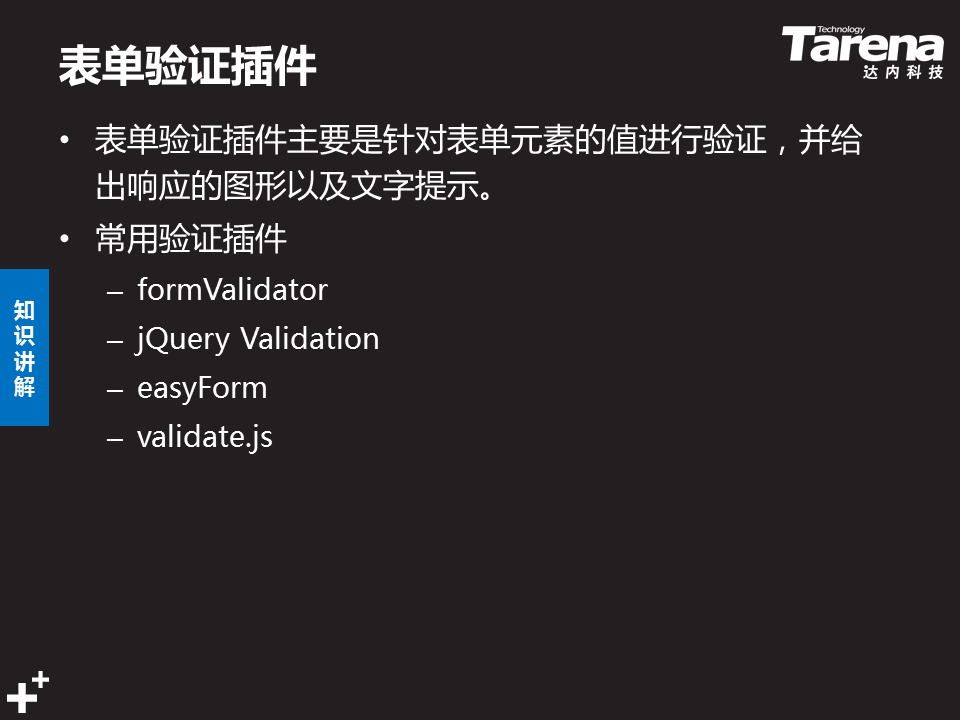 表单验证插件
Technology
Tarena
达内科技
• 表单验证插件主要是针对表单元素的值进行验证，并给
出响应的图形以及文字提示。
• 常用验证插件
– formValidator
– jQuery Validation
– easyForm
– validate.js
知识讲解